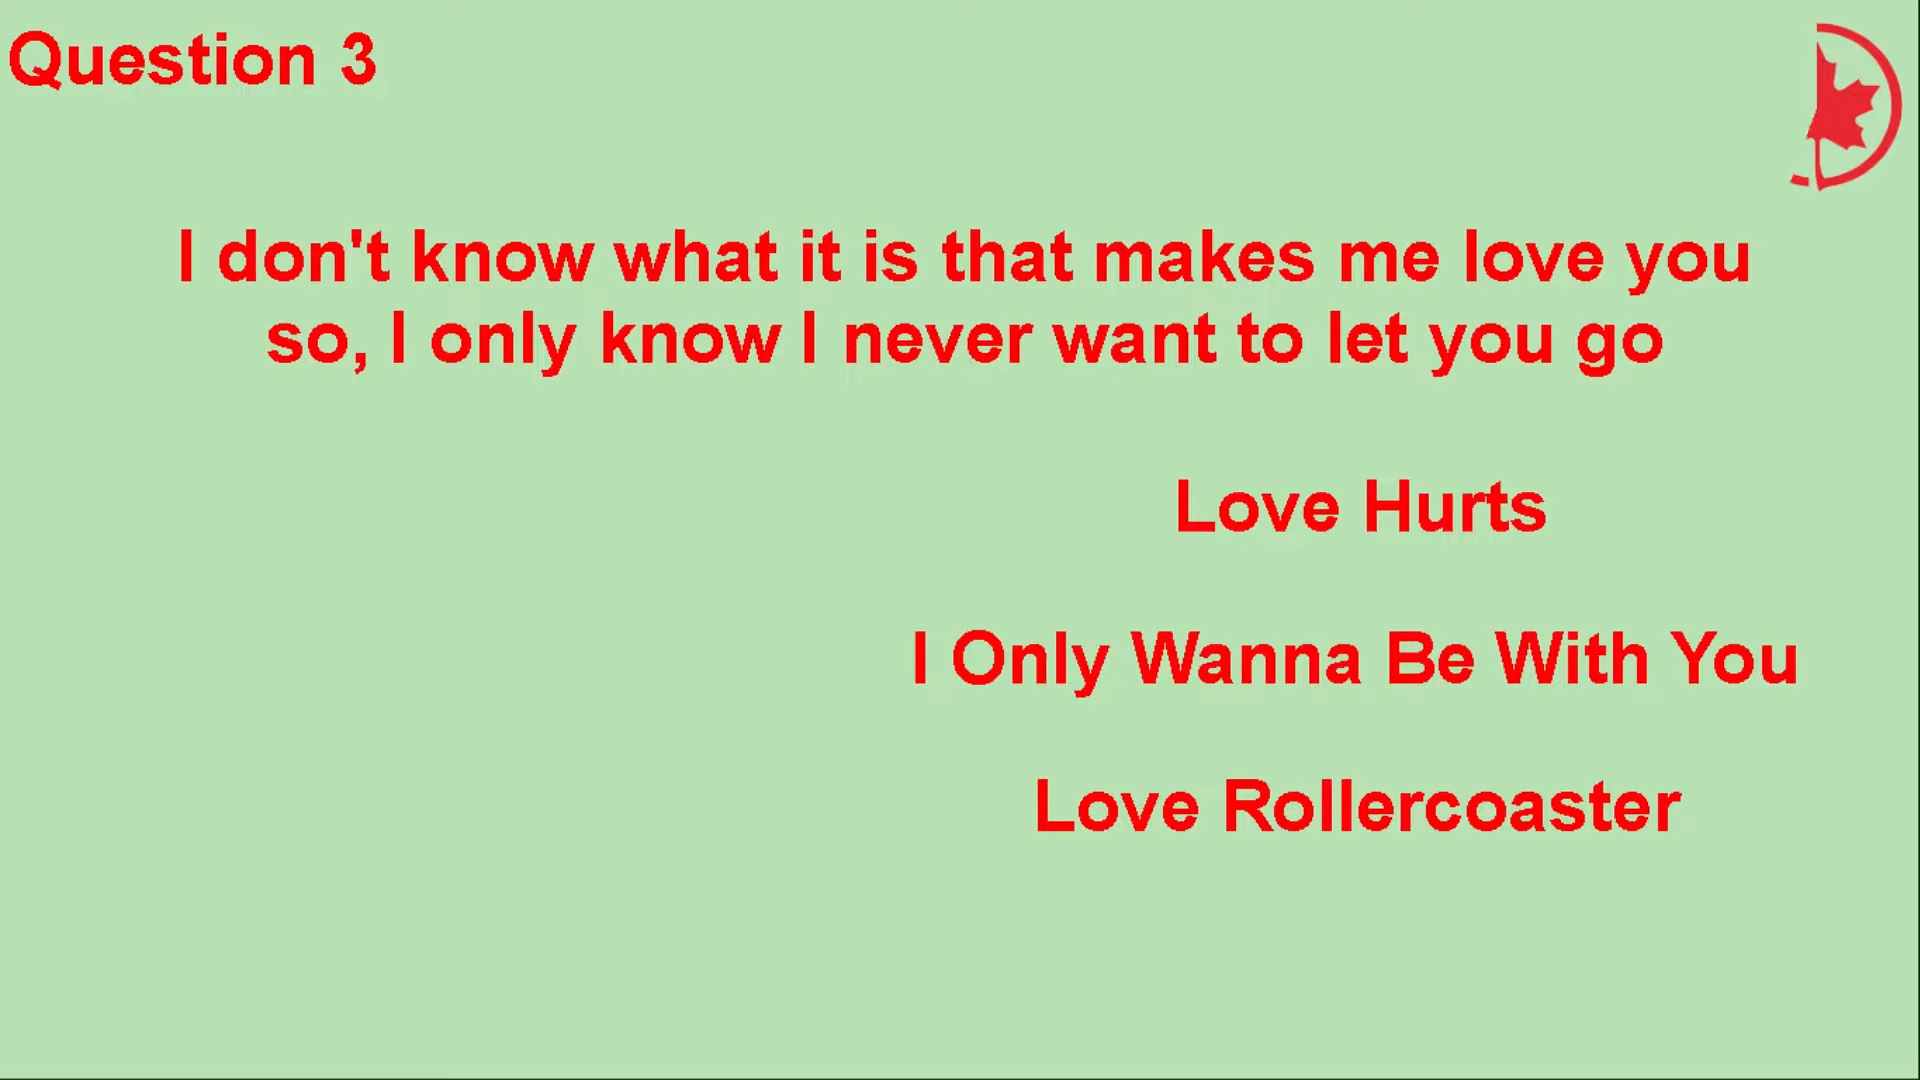 Question 3
I don't know what it is that makes me love you
so, I only know I never want to let you go
Love Hurts
I Only Wanna Be With You
Love Rollercoaster